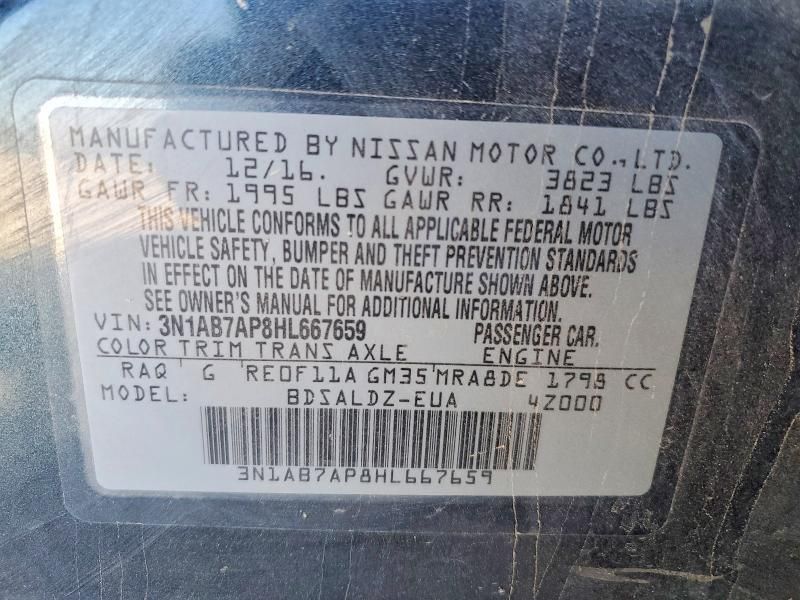 MANUFACTURED BY NISSAN MOTOR CO., LTD.
DATE: 12/16. GVWR: 3823 LBS
GAWR FR: 1995 LBS GAWR RR: 1841 LBS
THIS VEHICLE CONFORMS TO ALL APPLICABLE FEDERAL MOTOR
VEHICLE SAFETY, BUMPER AND THEFT PREVENTION STANDARDS
IN EFFECT ON THE DATE OF MANUFACTURE SHOWN ABOVE.
SEE OWNER'S MANUAL FOR ADDITIONAL INFORMATION.
VIN: 3N1AB7AP8HL667659 PASSENGER CAR.
COLOR TRIM TRANS AXLE ENGINE
RAQ G RE0F11A GM35 MRA8DE 1798 CC
MODEL: BDSALDZ-EUA 4Z000
3N1AB7AP8HL667659